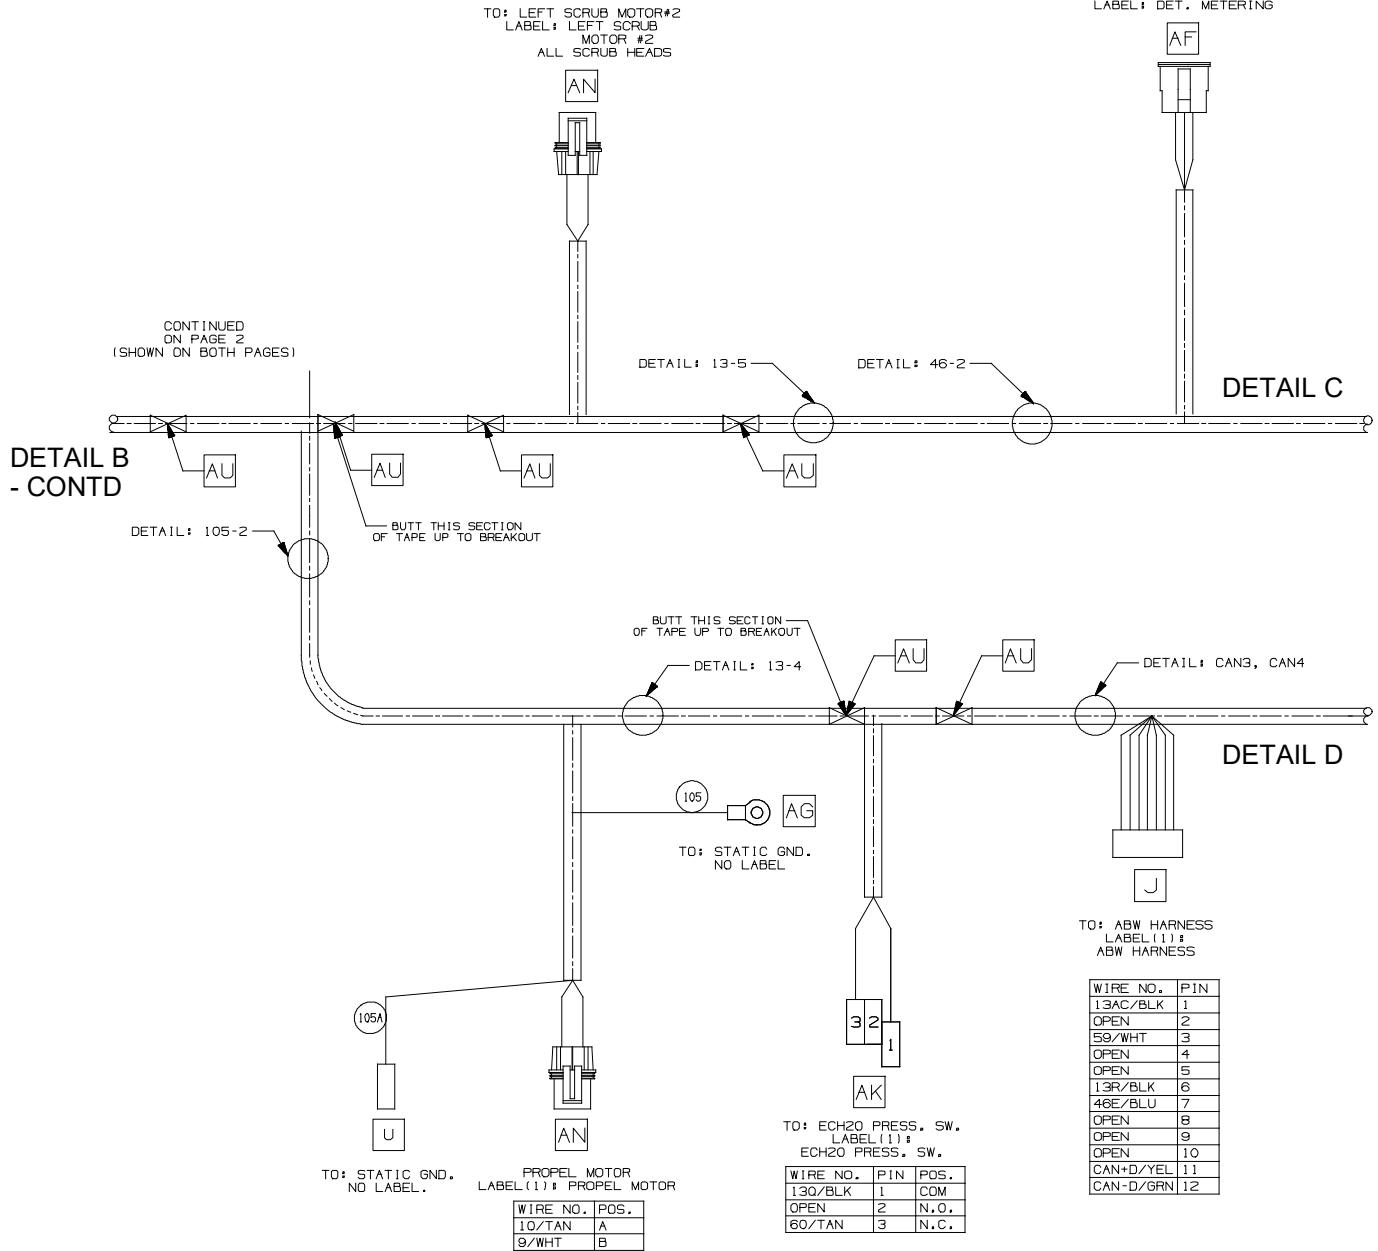 TO: LEFT SCRUB MOTOR#2
LABEL: LEFT SCRUB
MOTOR #2
ALL SCRUB HEADS
AN
LABEL: DET. METERING
AF
CONTINUED
ON PAGE 2
(SHOWN ON BOTH PAGES)
DETAIL: 13-5
DETAIL: 46-2
DETAIL C
DETAIL B
- CONTD
AU
AU
AU
AU
DETAIL: 105-2
BUTT THIS SECTION
OF TAPE UP TO BREAKOUT
BUTT THIS SECTION
OF TAPE UP TO BREAKOUT
AU
AU
DETAIL: 13-4
DETAIL: CAN3, CAN4
DETAIL D
105
AG
TO: STATIC GND.
NO LABEL
J
TO: ABW HARNESS
LABEL(1):
ABW HARNESS
WIRE NO. PIN
13AC/BLK 1
OPEN 2
59/WHT 3
OPEN 4
OPEN 5
13R/BLK 6
46E/BLU 7
OPEN 8
OPEN 9
OPEN 10
CAN+D/YEL 11
CAN-D/GRN 12
105A
U
TO: STATIC GND.
NO LABEL.
AN
PROPEL MOTOR
LABEL(1): PROPEL MOTOR
WIRE NO. POS.
10/TAN A
9/WHT B
3 2
1
AK
TO: ECH20 PRESS. SW.
LABEL(1):
ECH20 PRESS. SW.
WIRE NO. PIN POS.
13Q/BLK 1 COM
OPEN 2 N.O.
60/TAN 3 N.C.